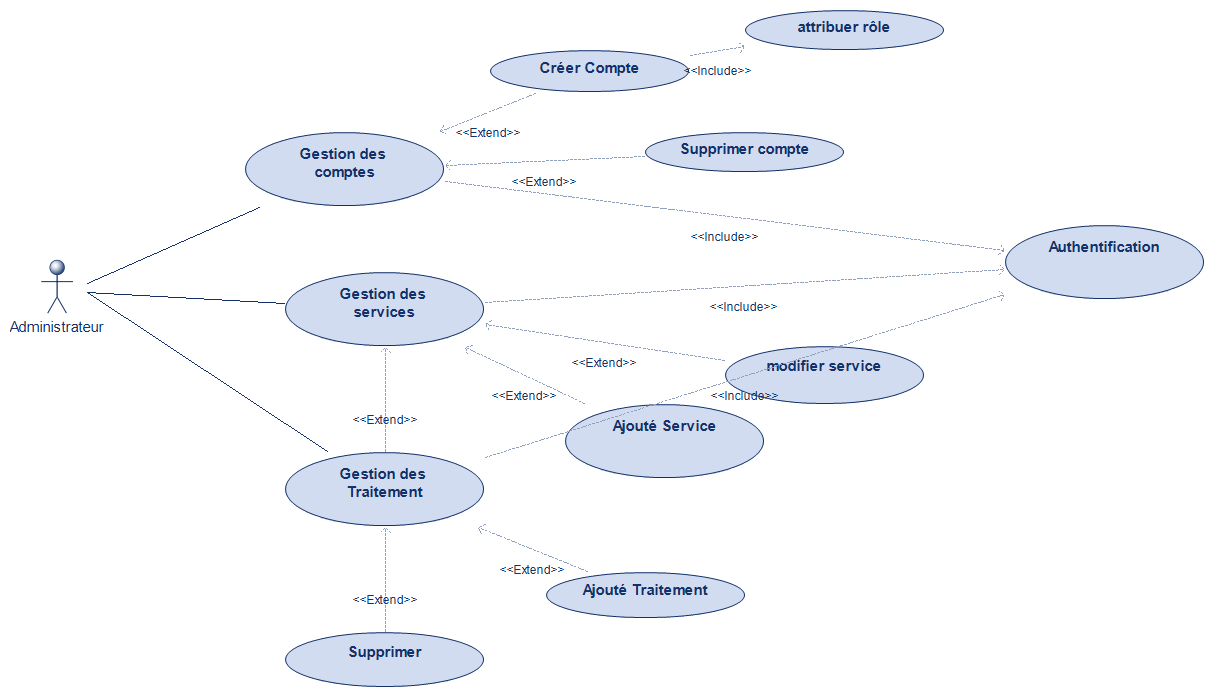 attribuer rôle
Créer Compte
<<Include>>
<<Extend>>
Supprimer compte
Gestion des
comptes
<<Extend>>
<<Include>>
Authentification
Administrateur
Gestion des
services
<<Include>>
<<Extend>>
modifier service
<<Extend>>
<<Include>>
<<Extend>>
Ajouté Service
Gestion des
Traitement
<<Extend>>
Ajouté Traitement
<<Extend>>
Supprimer